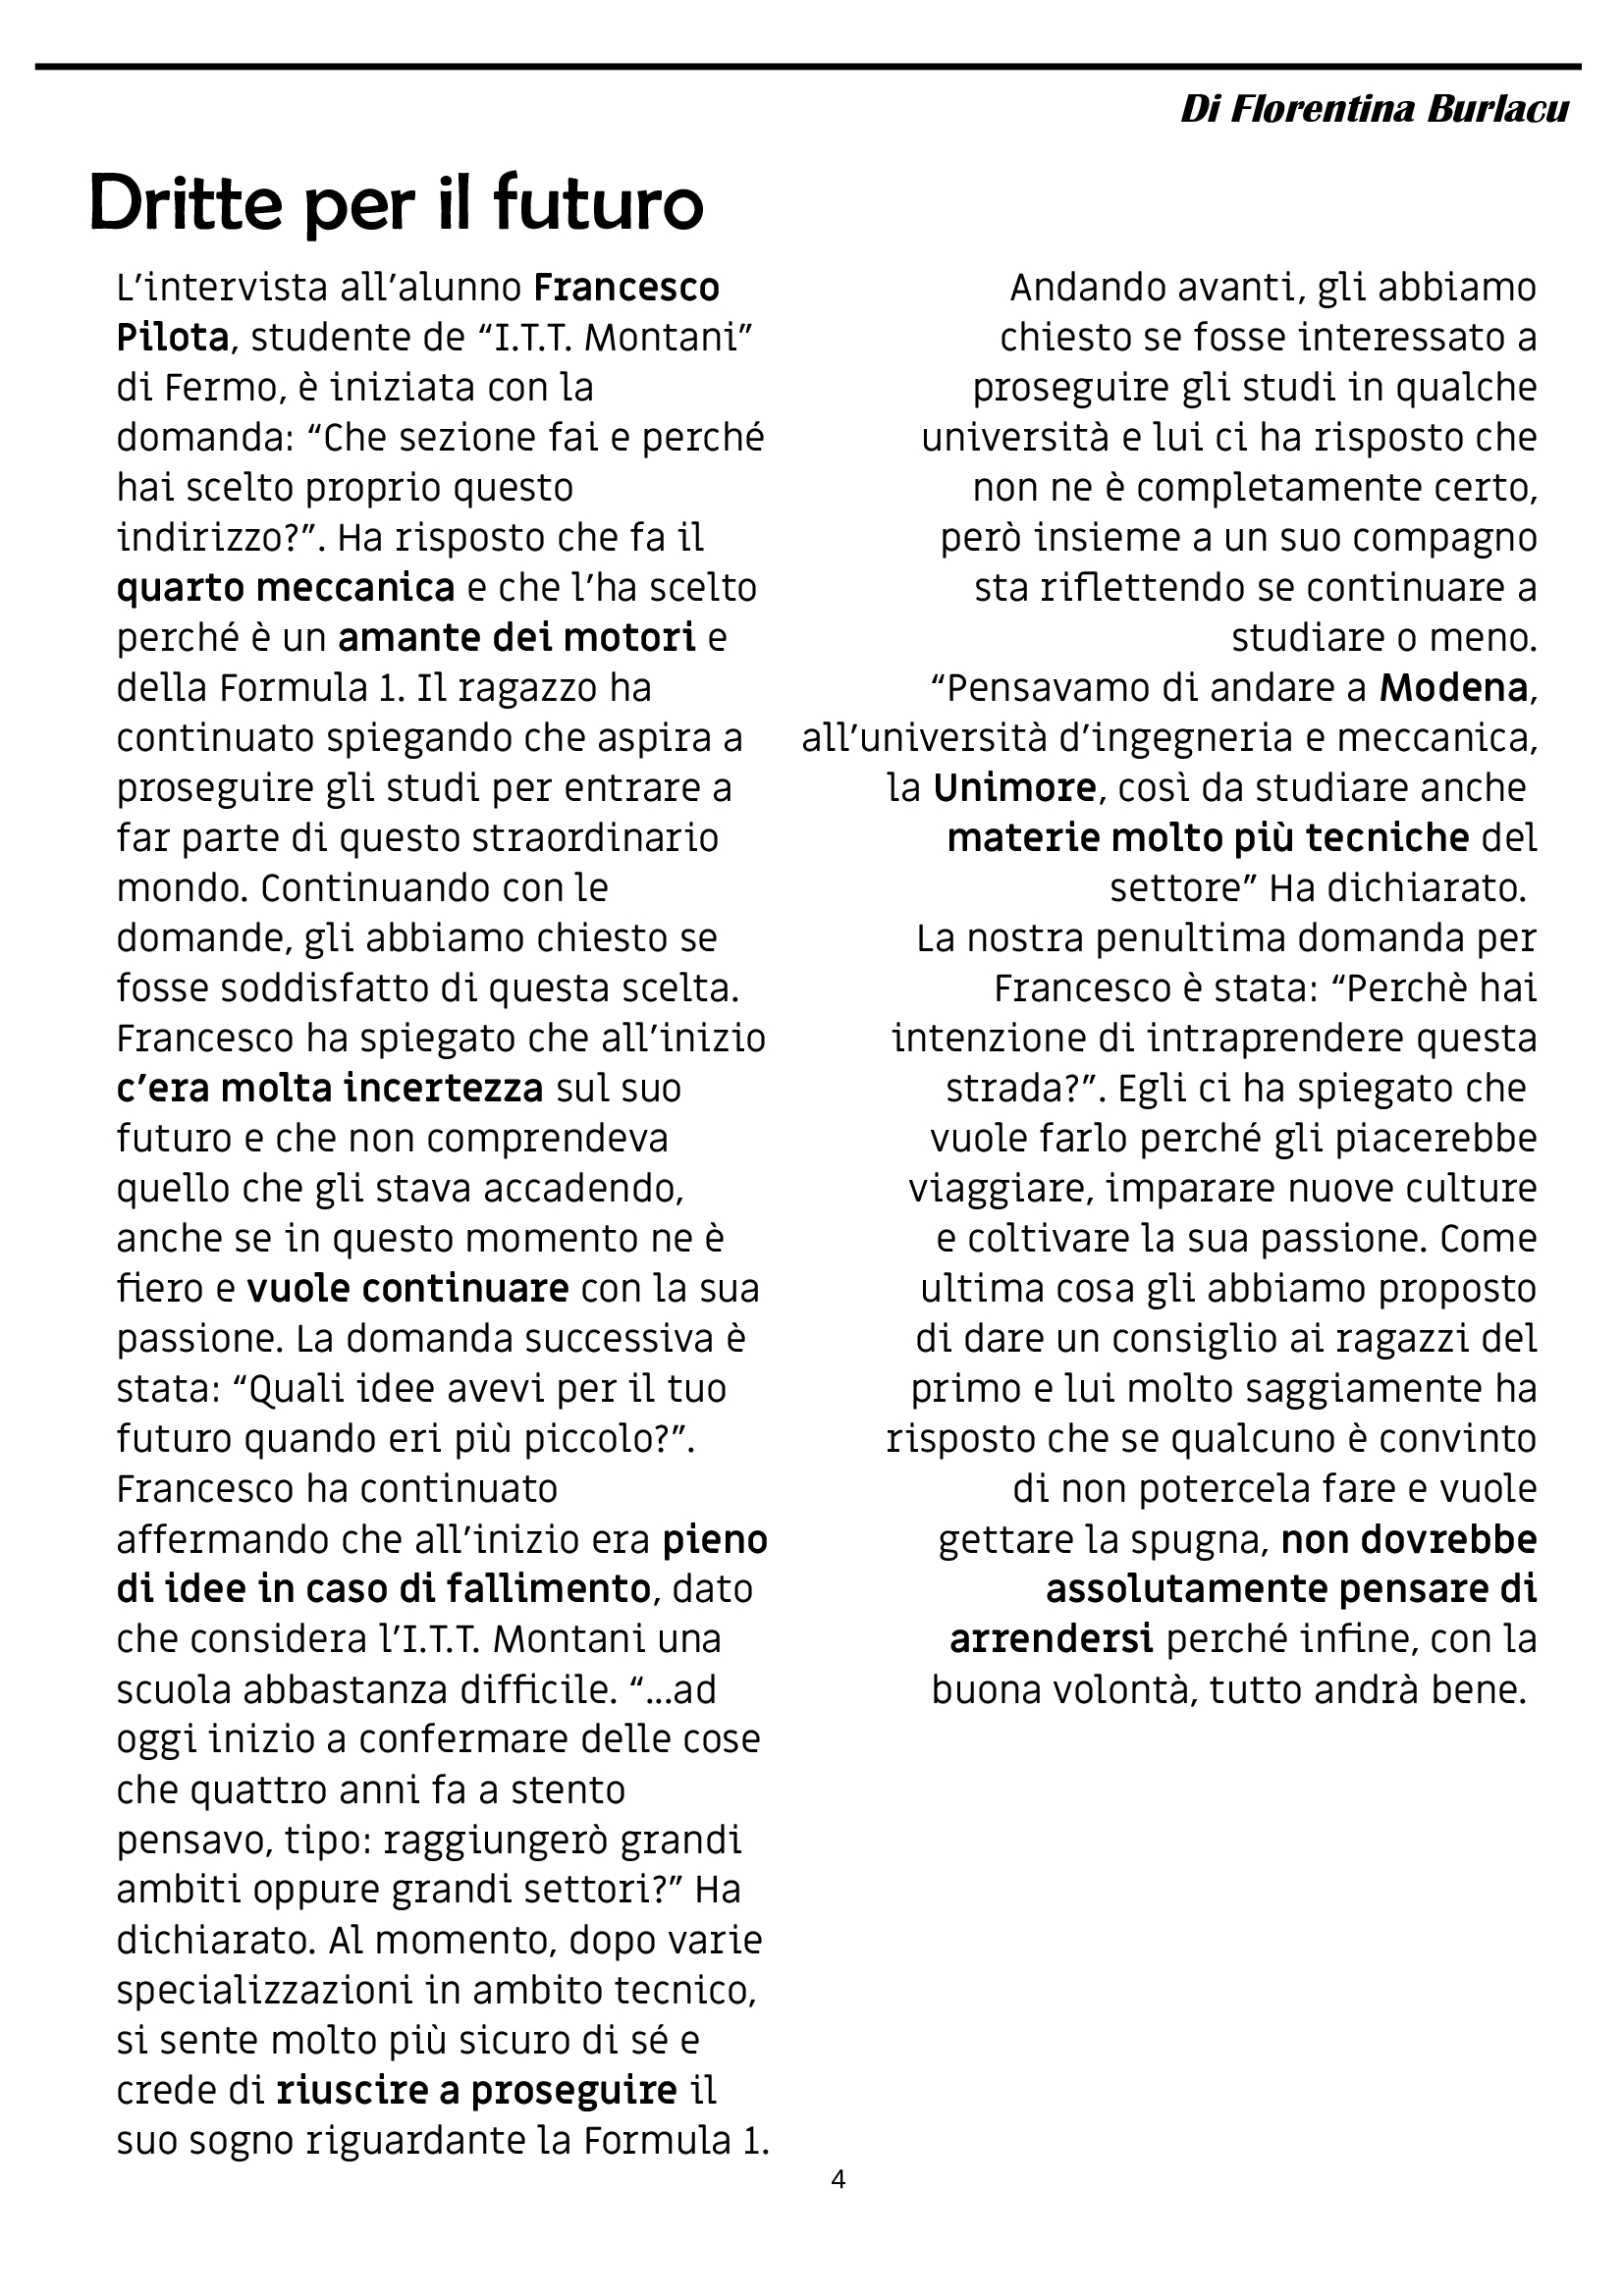 Di Florentina Burlacu
Dritte per il futuro
L’intervista all’alunno Francesco
Pilota, studente de “I.T.T. Montani”
di Fermo, è iniziata con la
domanda: “Che sezione fai e perché
hai scelto proprio questo
indirizzo?”. Ha risposto che fa il
quarto meccanica e che l’ha scelto
perché è un amante dei motori e
della Formula 1. Il ragazzo ha
continuato spiegando che aspira a
proseguire gli studi per entrare a
far parte di questo straordinario
mondo. Continuando con le
domande, gli abbiamo chiesto se
fosse soddisfatto di questa scelta.
Francesco ha spiegato che all’inizio
c’era molta incertezza sul suo
futuro e che non comprendeva
quello che gli stava accadendo,
anche se in questo momento ne è
fiero e vuole continuare con la sua
passione. La domanda successiva è
stata: “Quali idee avevi per il tuo
futuro quando eri più piccolo?”.
Francesco ha continuato
affermando che all’inizio era pieno
di idee in caso di fallimento, dato
che considera l’I.T.T. Montani una
scuola abbastanza difficile. “...ad
oggi inizio a confermare delle cose
che quattro anni fa a stento
pensavo, tipo: raggiungerò grandi
ambiti oppure grandi settori?” Ha
dichiarato. Al momento, dopo varie
specializzazioni in ambito tecnico,
si sente molto più sicuro di sé e
crede di riuscire a proseguire il
suo sogno riguardante la Formula 1.
Andando avanti, gli abbiamo
chiesto se fosse interessato a
proseguire gli studi in qualche
università e lui ci ha risposto che
non ne è completamente certo,
però insieme a un suo compagno
sta riflettendo se continuare a
studiare o meno.
“Pensavamo di andare a Modena,
all’università d’ingegneria e meccanica,
la Unimore, così da studiare anche
materie molto più tecniche del
settore” Ha dichiarato.
La nostra penultima domanda per
Francesco è stata: “Perchè hai
intenzione di intraprendere questa
strada?”. Egli ci ha spiegato che
vuole farlo perché gli piacerebbe
viaggiare, imparare nuove culture
e coltivare la sua passione. Come
ultima cosa gli abbiamo proposto
di dare un consiglio ai ragazzi del
primo e lui molto saggiamente ha
risposto che se qualcuno è convinto
di non potercela fare e vuole
gettare la spugna, non dovrebbe
assolutamente pensare di
arrendersi perché infine, con la
buona volontà, tutto andrà bene.
4